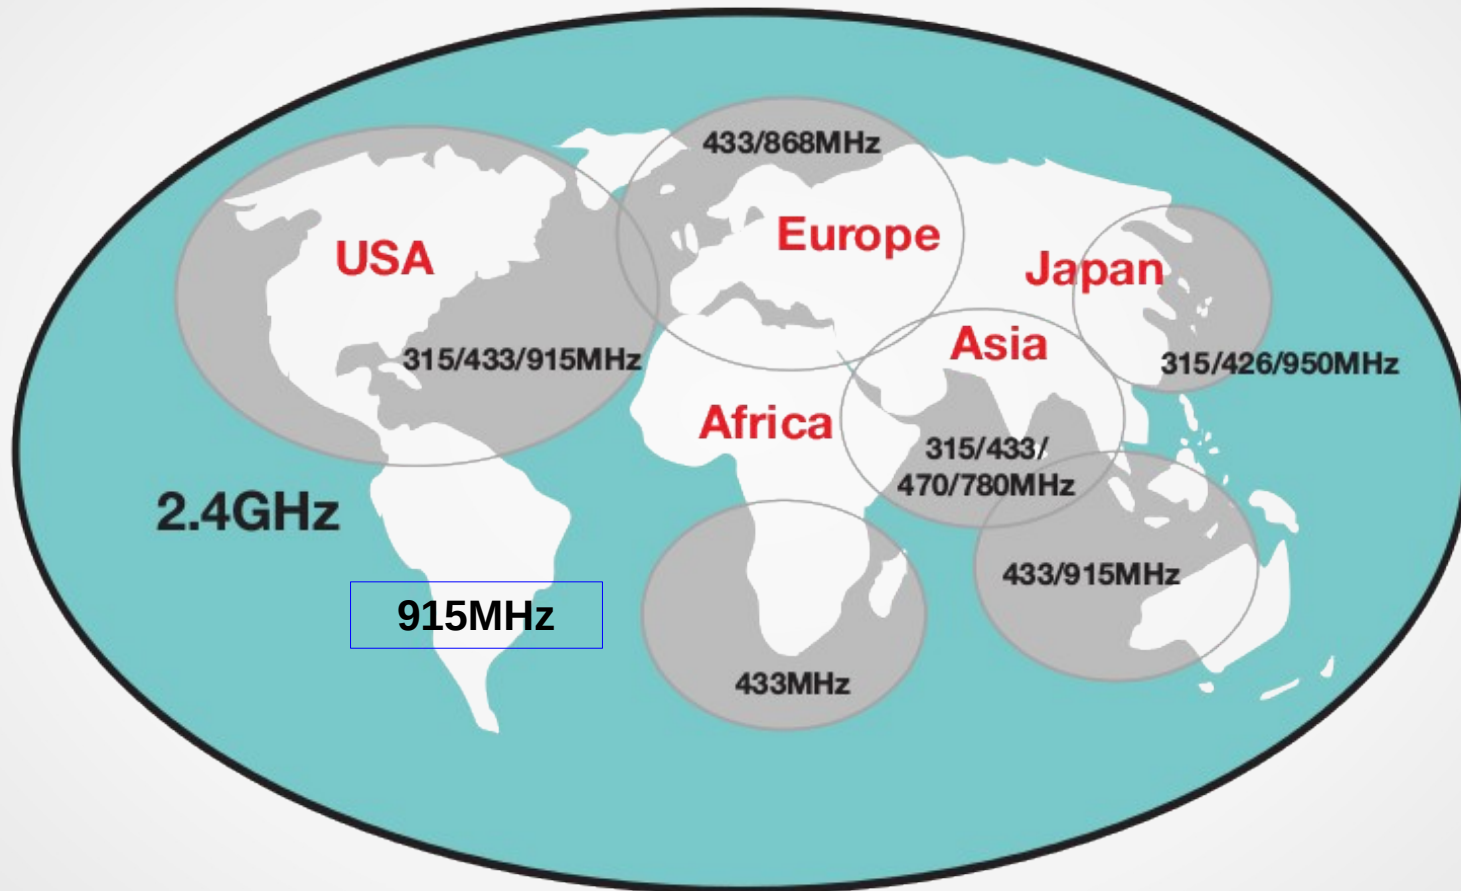 433/868MHz
Europe
USA
Japan
315/433/915MHz
Asia
315/426/950MHz
Africa
315/433/
470/780MHz
2.4GHz
433/915MHz
915MHz
433MHz